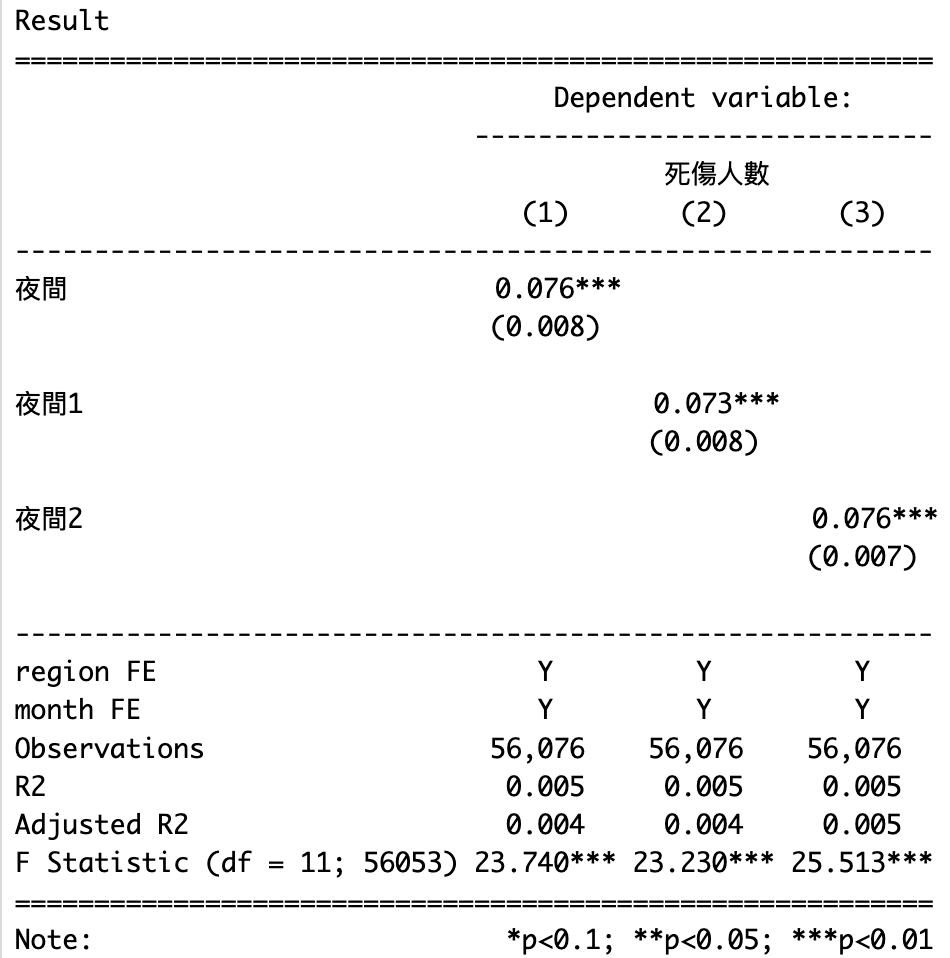 Result
==========================================================
Dependent variable:
-----------------------------
死傷人數
(1) (2) (3)
----------------------------------------------------------
夜間 0.076***
(0.008)
夜間1 0.073***
(0.008)
夜間2 0.076***
(0.007)
----------------------------------------------------------
region FE Y Y Y
month FE Y Y Y
Observations 56,076 56,076 56,076
R2 0.005 0.005 0.005
Adjusted R2 0.004 0.004 0.005
F Statistic (df = 11; 56053) 23.740*** 23.230*** 25.513***
==========================================================
Note: *p<0.1; **p<0.05; ***p<0.01